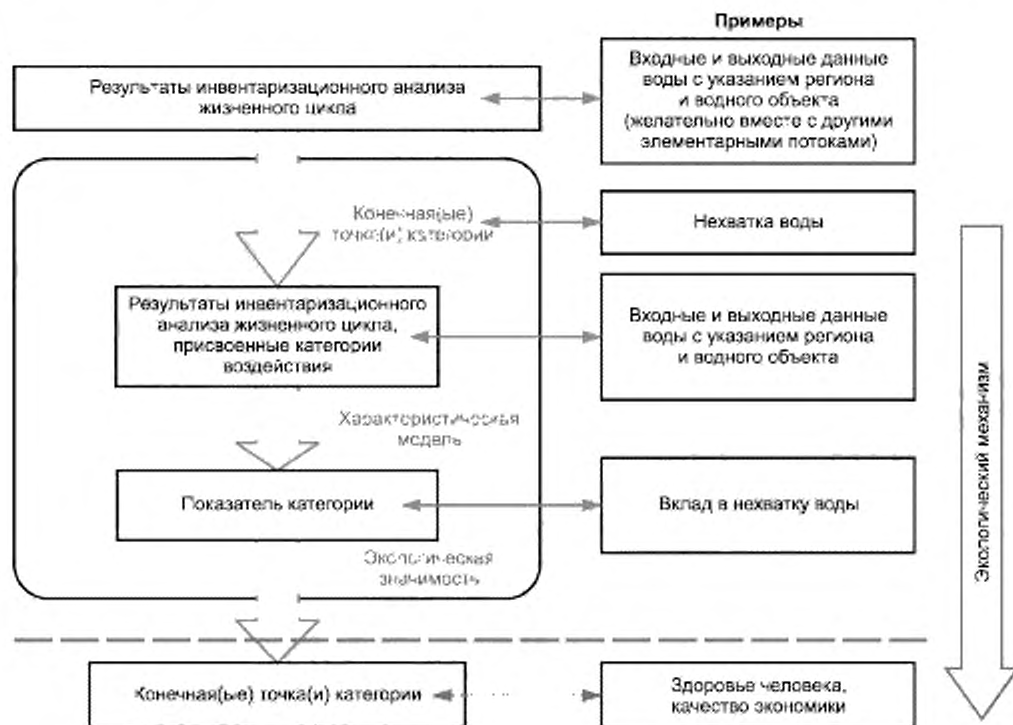 Примеры
Результаты инвентаризационного анализа
жизненного цикла
Входные и выходные данные
воды с указанием региона
и водного объекта
(желательно вместе с другими
элементарными потоками)
Конечная(ые)
точка(и) категории
Нехватка воды
Результаты инвентаризационного
анализа жизненного цикла,
присвоенные категории
воздействия
Входные и выходные данные
воды с указанием региона
и водного объекта
Характеристическая
модель
Показатель категории
Вклад в нехватку воды
Экологическая
значимость
Экологический механизм
Конечная(ые) точка(и) категории
Здоровье человека,
качество экономики